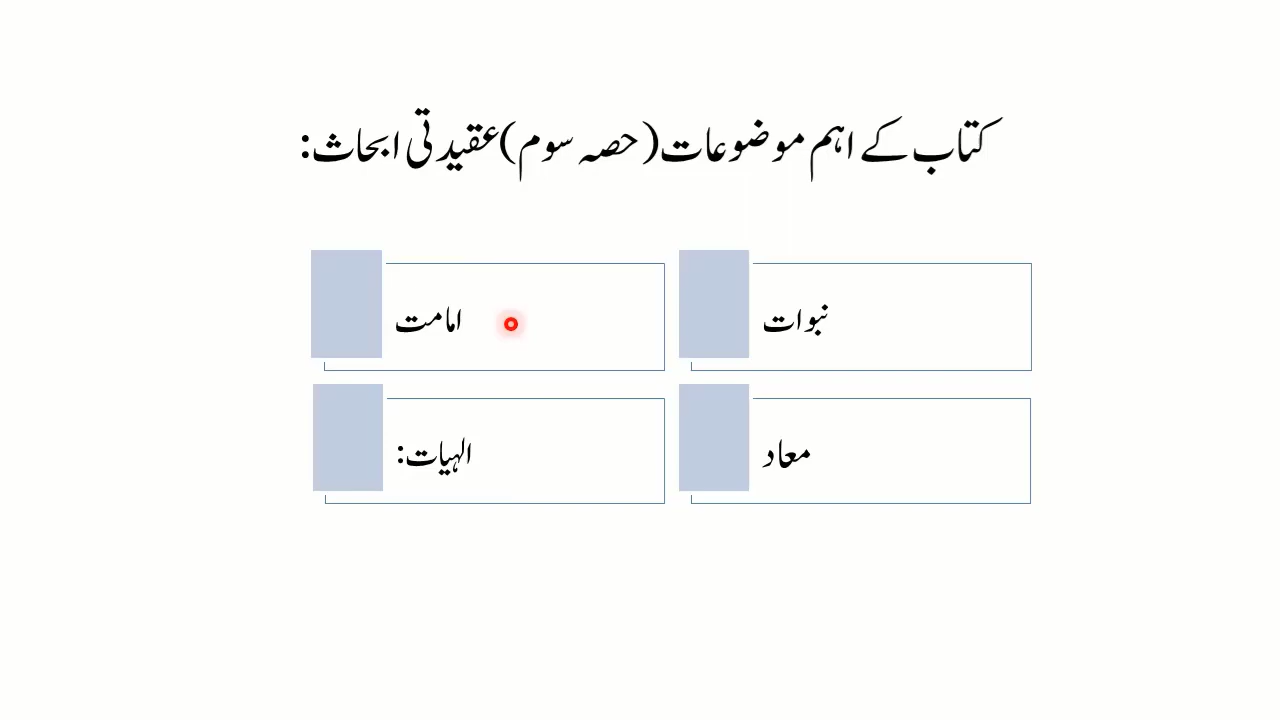 کتاب کے اہم موضوعات(حصہ سوم)عقیدتی ابحاث:
نبوات
امامت
معاد
الہیات: